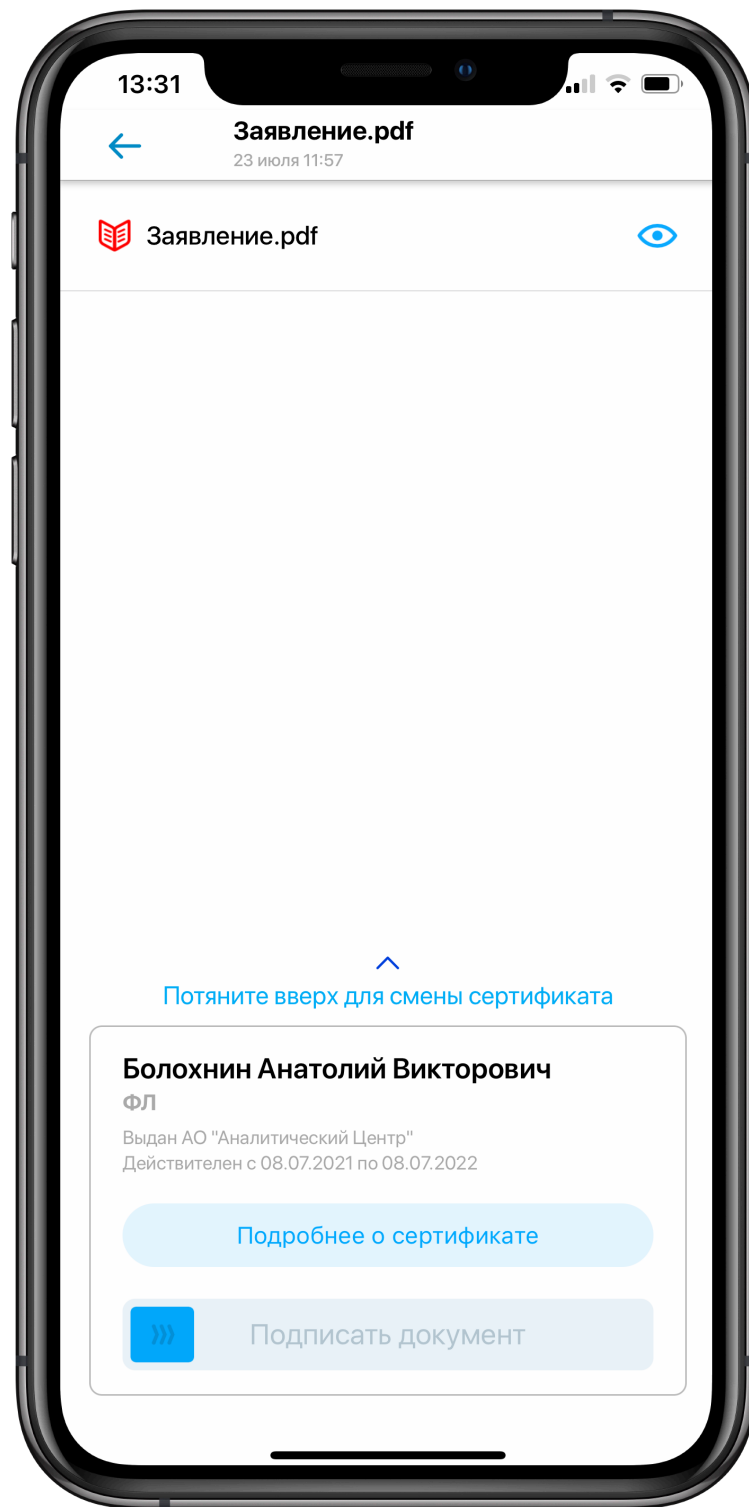 13:31
Заявление.pdf
23 июля 11:57
Заявление.pdf
Потяните вверх для смены сертификата
Болохнин Анатолий Викторович
ФЛ
Выдан АО "Аналитический Центр"
Действителен с 08.07.2021 по 08.07.2022
Подробнее о сертификате
Подписать документ